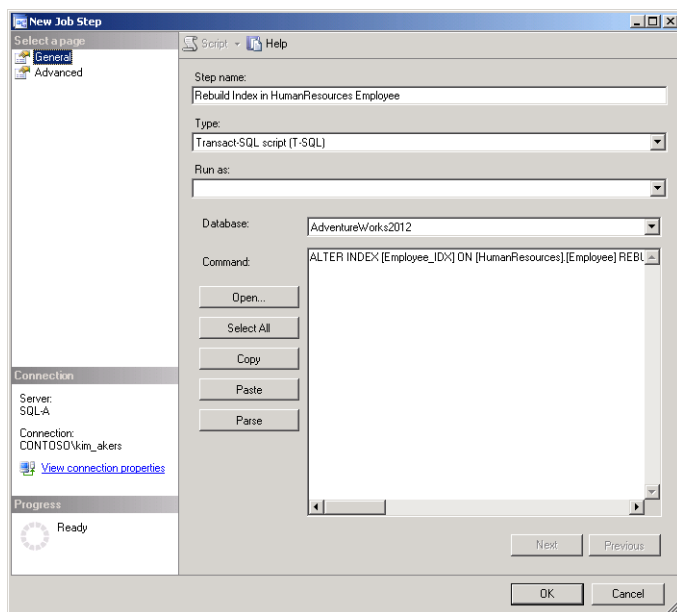 New Job Step
Select a page
General
Advanced
Script
Help
Step name:
Rebuild Index in HumanResources Employee
Type:
Transact-SQL script (T-SQL)
Run as:
Database:
AdventureWorks2012
Command:
ALTER INDEX [Employee_IDX] ON [HumanResources].[Employee] REBU
Open...
Select All
Copy
Paste
Parse
Connection
Server:
SQL-A
Connection:
CONTOSO\kim_akers
View connection properties
Progress
Ready
Next
Previous
OK
Cancel